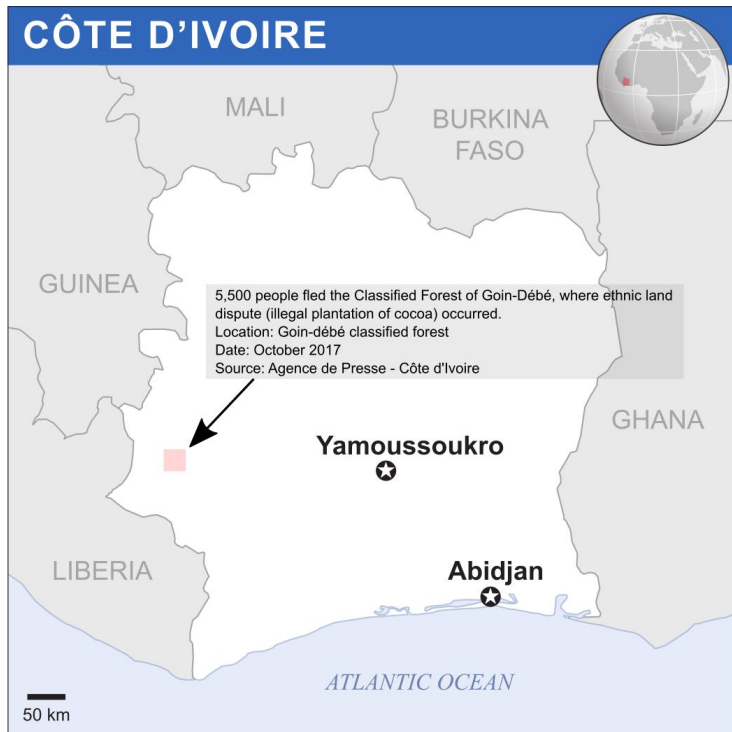 CÔTE D'IVOIRE
MALI
BURKINA
FASO
GUINEA
5,500 people fled the Classified Forest of Goin-Débé, where ethnic land
dispute (illegal plantation of cocoa) occurred.
Location: Goin-débé classified forest
Date: October 2017
Source: Agence de Presse - Côte d'Ivoire
GHANA
Yamoussoukro
LIBERIA
Abidjan
ATLANTIC OCEAN
50 km